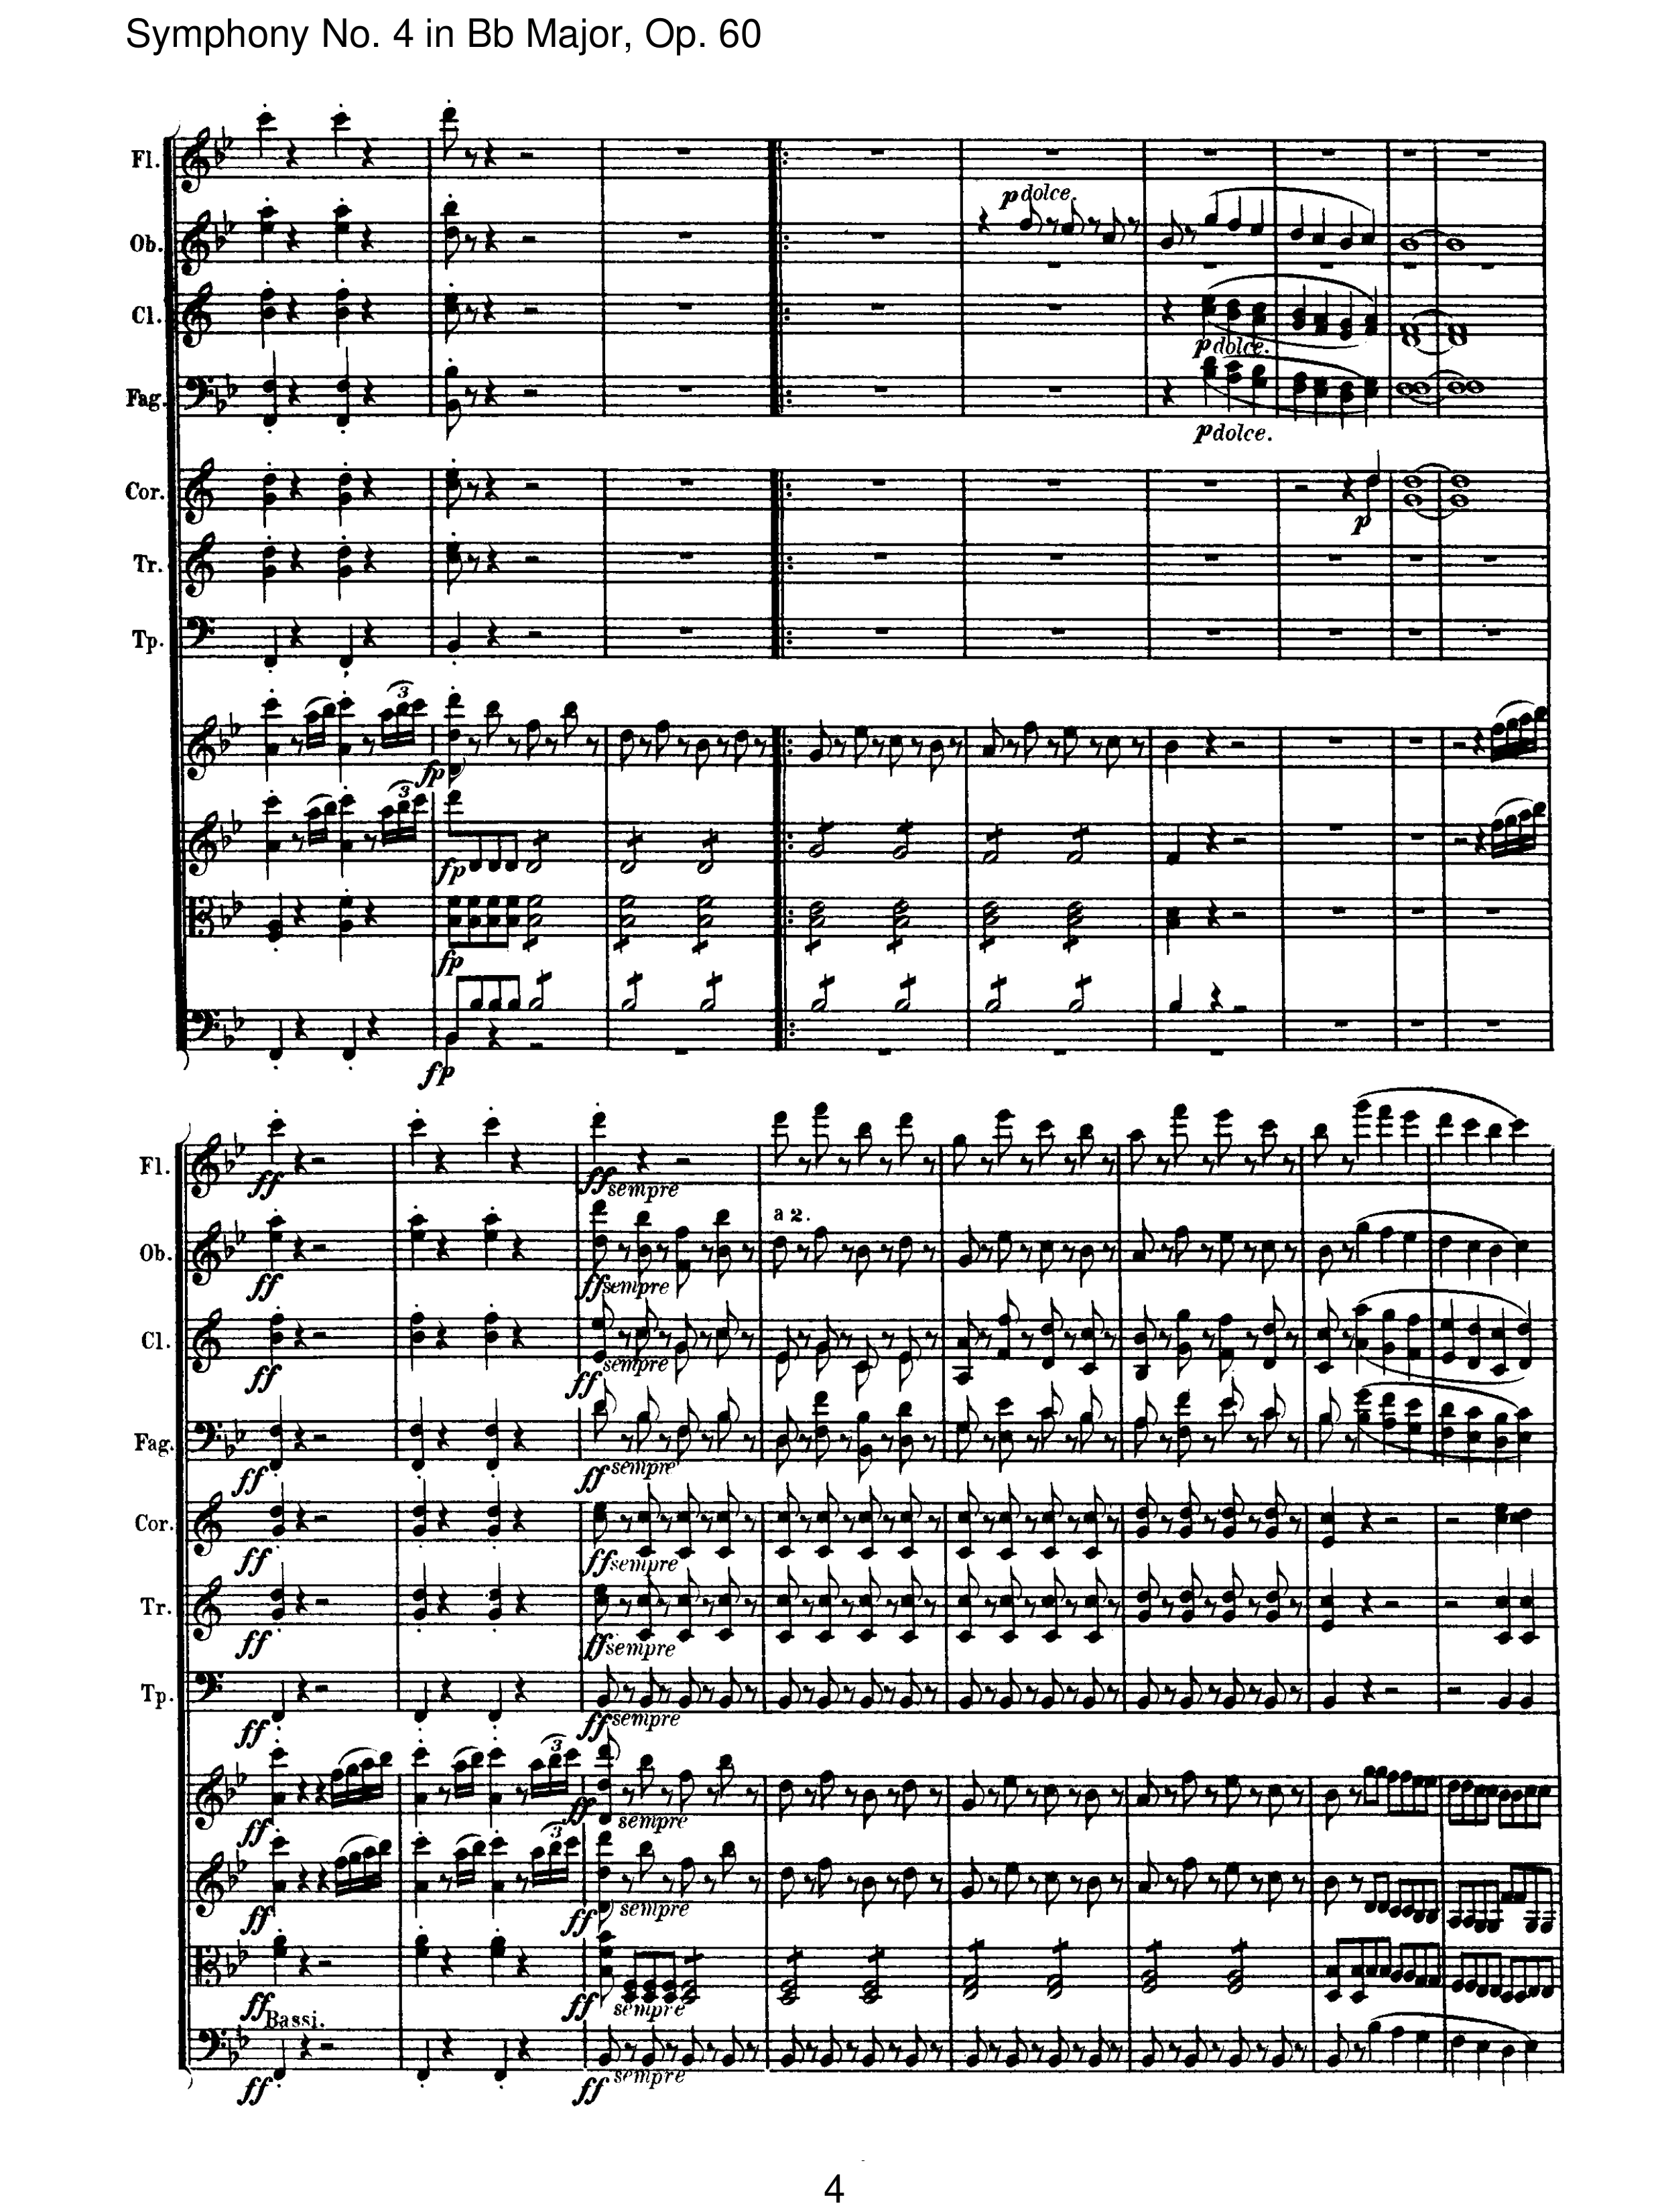 Symphony No. 4 in Bb Major, Op. 60
Fl.
p dolce.
Ob.
Cl.
p dolce.
Fag.
p dolce.
Cor.
p
Tr.
Tp.
3
3
fp
fp
fp
fp
Fl.
ff
ff sempre
a 2.
Ob.
ff
ff sempre
Cl.
ff
ff sempre
Fag.
ff
ff sempre
Cor.
ff
ff sempre
Tr.
ff
ff sempre
Tp.
ff
ff sempre
3
ff
ff sempre
3
ff
ff sempre
ff
ff sempre
Bassi.
ff
ff sempre
4